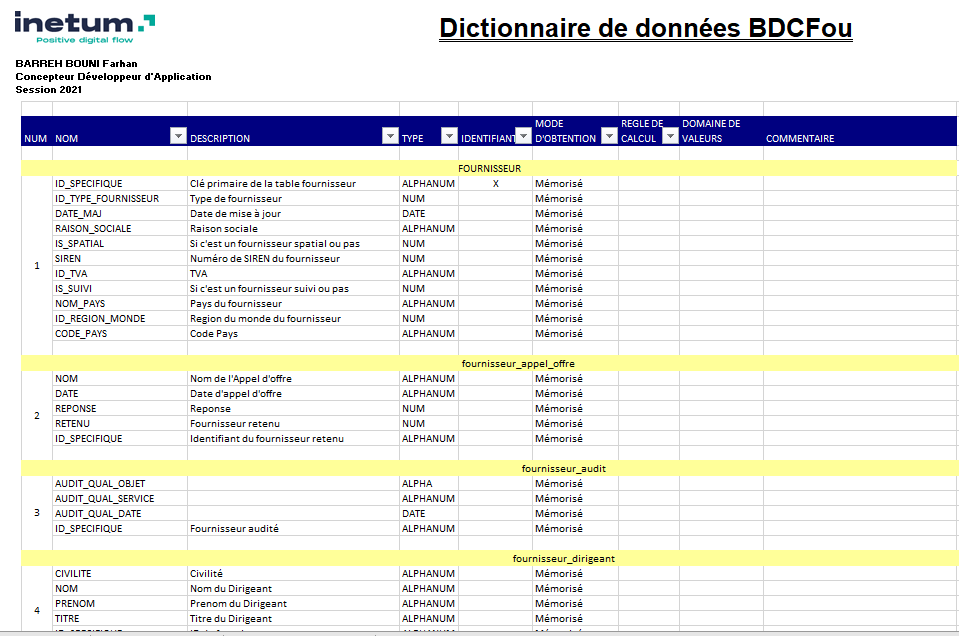 inetum
Positive digital flow
Dictionnaire de données BDCFou
BARREH BOUNI Farhan
Concepteur Développeur d'Application
Session 2021
NUM NOM DESCRIPTION TYPE IDENTIFIANT MODE D'OBTENTION REGLE DE CALCUL DOMAINE DE VALEURS COMMENTAIRE
FOURNISSEUR
1
ID_SPECIFIQUE Clé primaire de la table fournisseur ALPHANUM X Mémorisé
ID_TYPE_FOURNISSEUR Type de fournisseur NUM Mémorisé
DATE_MAJ Date de mise à jour DATE Mémorisé
RAISON_SOCIALE Raison sociale ALPHANUM Mémorisé
IS_SPATIAL Si c'est un fournisseur spatial ou pas NUM Mémorisé
SIREN Numéro de SIREN du fournisseur NUM Mémorisé
ID_TVA TVA ALPHANUM Mémorisé
IS_SUIVI Si c'est un fournisseur suivi ou pas NUM Mémorisé
NOM_PAYS Pays du fournisseur ALPHANUM Mémorisé
ID_REGION_MONDE Region du monde du fournisseur NUM Mémorisé
CODE_PAYS Code Pays ALPHANUM Mémorisé
fournisseur_appel_offre
2
NOM Nom de l'Appel d'offre ALPHANUM Mémorisé
DATE Date d'appel d'offre ALPHANUM Mémorisé
REPONSE Reponse NUM Mémorisé
RETENU Fournisseur retenu NUM Mémorisé
ID_SPECIFIQUE Identifiant du fournisseur retenu ALPHANUM Mémorisé
fournisseur_audit
3
AUDIT_QUAL_OBJET ALPHA Mémorisé
AUDIT_QUAL_SERVICE ALPHANUM Mémorisé
AUDIT_QUAL_DATE DATE Mémorisé
ID_SPECIFIQUE Fournisseur audité ALPHANUM Mémorisé
fournisseur_dirigeant
4
CIVILITE Civilité ALPHANUM Mémorisé
NOM Nom du Dirigeant ALPHANUM Mémorisé
PRENOM Prenom du Dirigeant ALPHANUM Mémorisé
TITRE Titre du Dirigeant ALPHANUM Mémorisé